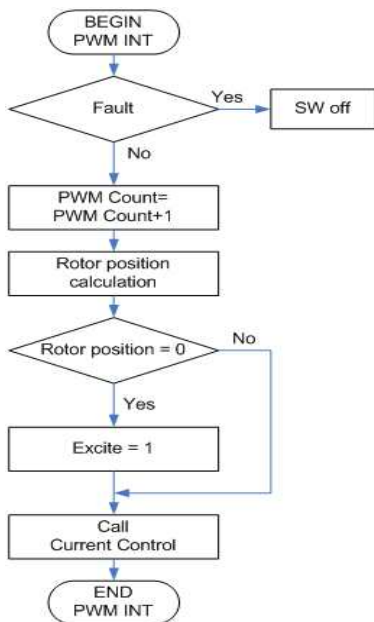 BEGIN
PWM INT
Fault
Yes
SW off
No
PWM Count=
PWM Count+1
Rotor position
calculation
Rotor position = 0
No
Yes
Excite = 1
Call
Current Control
END
PWM INT